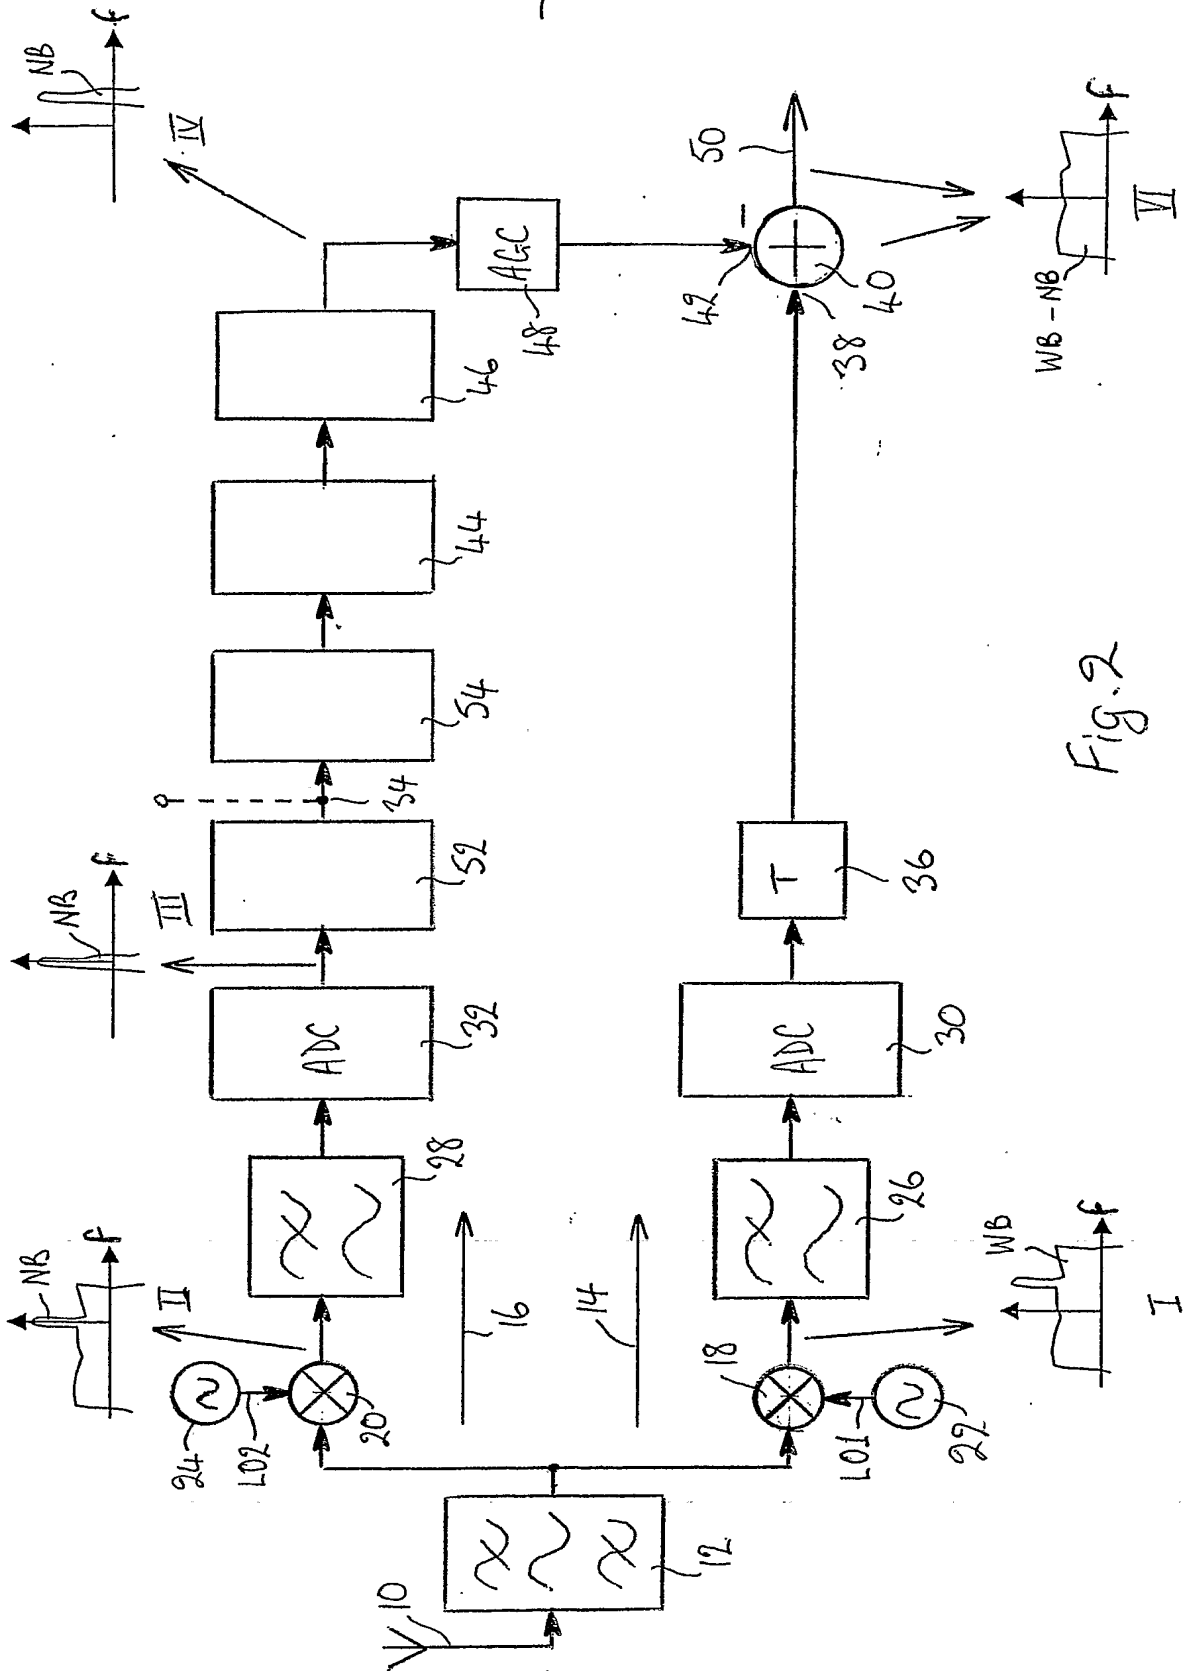 10
12
24
LO2
20
II
NB
f
28
ADC
32
III
NB
f
52
34
54
44
46
IV
NB
f
AGC
48
16
14
LO1
22
18
I
WB
f
26
ADC
30
T
36
38
40
42
–
50
WB-NB
f
VI
Fig. 2